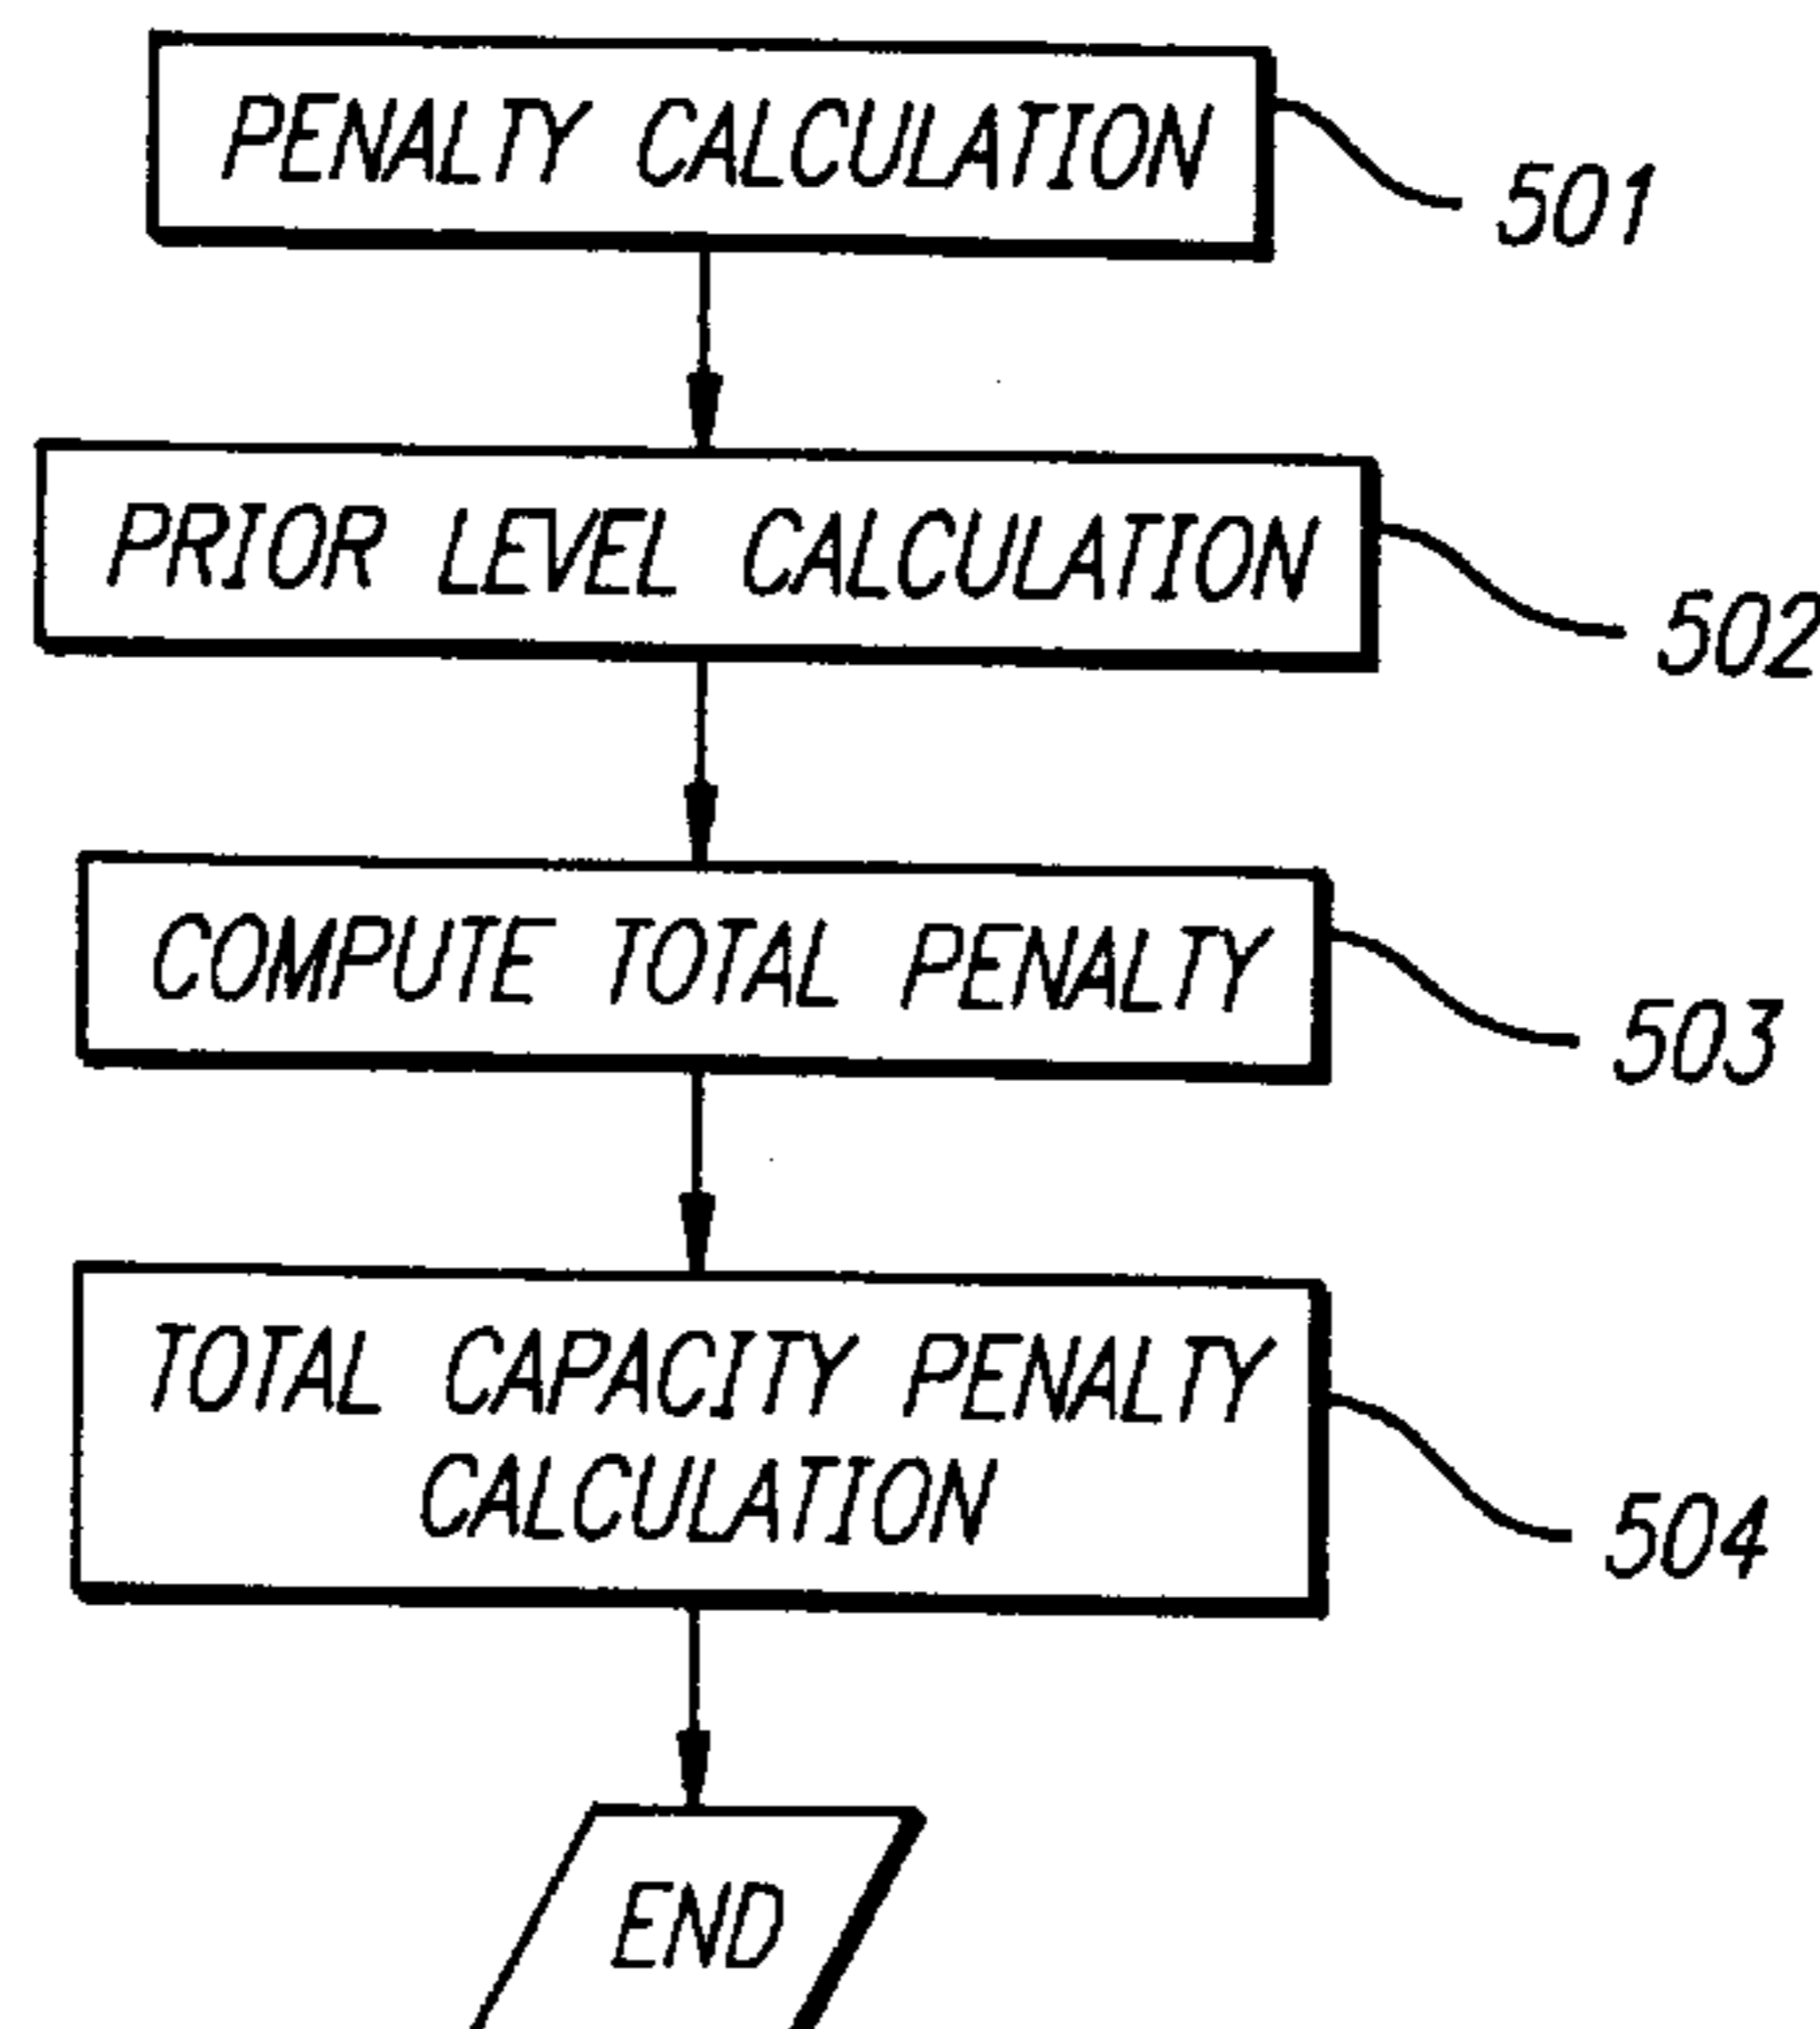 PENALTY CALCULATION
501
PRIOR LEVEL CALCULATION
502
COMPUTE TOTAL PENALTY
503
TOTAL CAPACITY PENALTY
CALCULATION
504
END